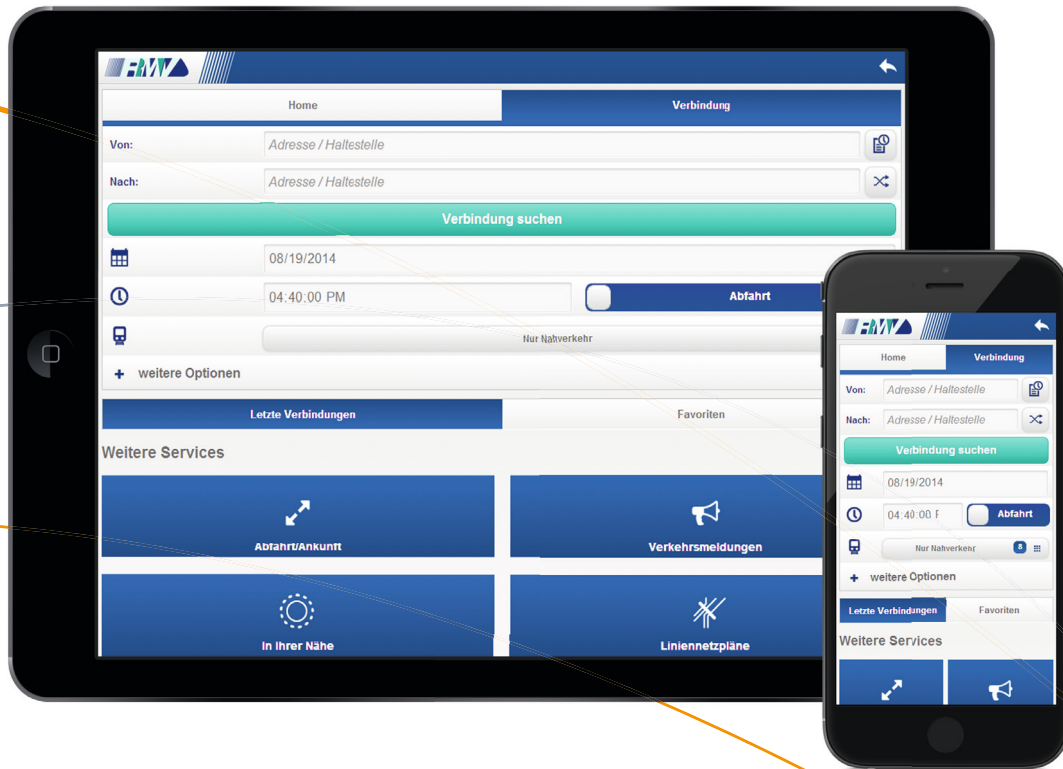 RMV
Home Verbindung
Von: Adresse / Haltestelle
Nach: Adresse / Haltestelle
Verbindung suchen
08/19/2014
04:40:00 PM Abfahrt
Nur Nahverkehr
+ weitere Optionen
Letzte Verbindungen Favoriten
Weitere Services
Abfahrt/Ankunft Verkehrsmeldungen
In Ihrer Nähe Liniennetzpläne
RMV
Home Verbindung
Von: Adresse / Haltestelle
Nach: Adresse / Haltestelle
Verbindung suchen
08/19/2014
04:40:00 Abfahrt
Nur Nahverkehr 8
+ weitere Optionen
Letzte Verbindungen Favoriten
Weitere Services